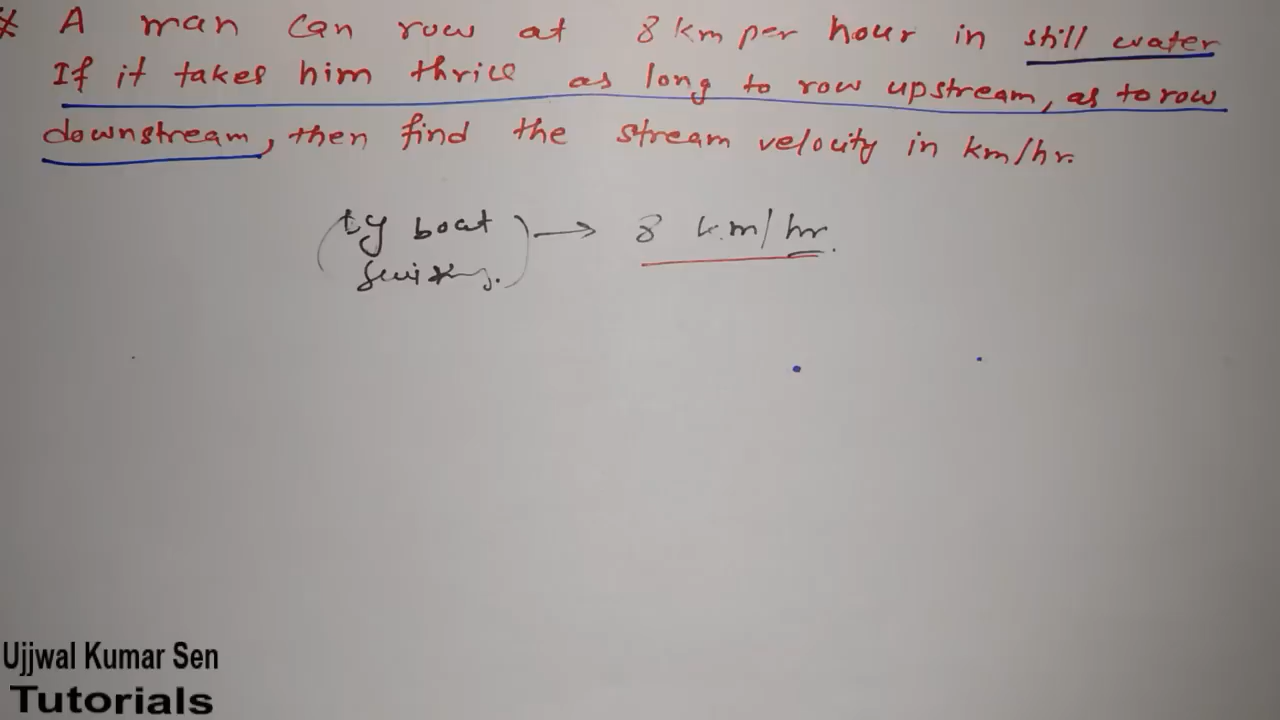 * A man can row at 8 km per hour in still water
If it takes him thrice as long to row upstream, as to row
downstream, then find the stream velocity in km/hr.
boat → 8 km/hr.
Ujjwal Kumar Sen
Tutorials